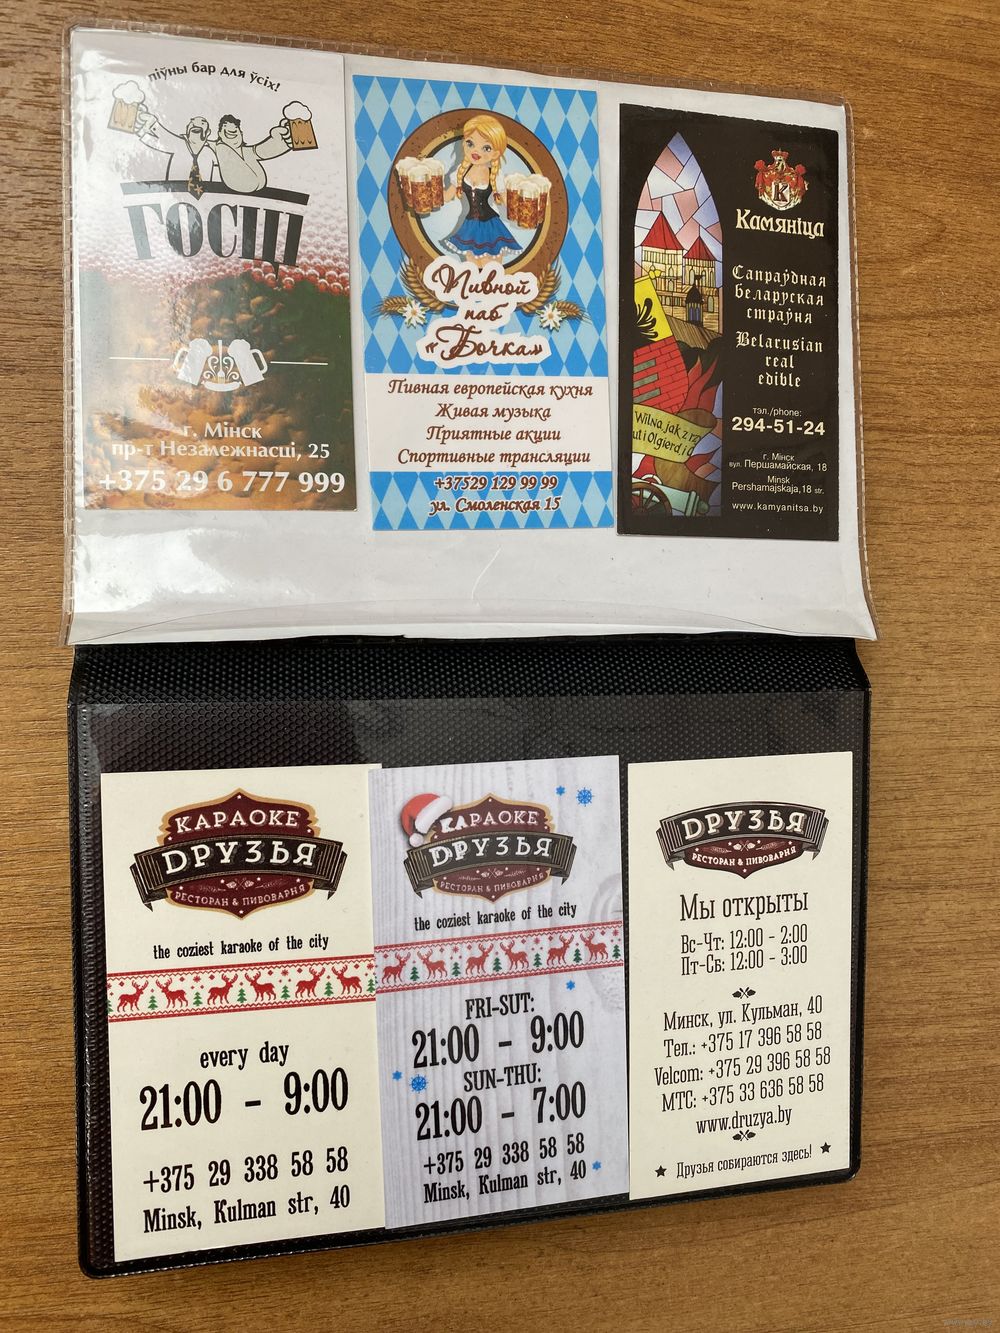 піўны бар для ўсіх!
ГОСЦІ
г. Мінск
пр-т Незалежнасці, 25
+375 29 6 777 999
Пивной
паб
«Бочка»
Пивная европейская кухня
Живая музыка
Приятные акции
Спортивные трансляции
+37529 129 99 99
ул. Смоленская 15
K
Камяніца
Сапраўдная
беларуская
страўня
Belarusian
real
edible
тэл./phone:
294-51-24
г. Мінск
вул. Першамайская, 18
Minsk
Pershamajskaja, 18 str.
www.kamyanitsa.by
Wilna, jak z
ut i Olgierd, i G
КАРАОКЕ
DРУЗЬЯ
РЕСТОРАН & ПИВОВАРНЯ
the coziest karaoke of the city
every day
21:00 - 9:00
+375 29 338 58 58
Minsk, Kulman str, 40
КАРАОКЕ
DРУЗЬЯ
РЕСТОРАН & ПИВОВАРНЯ
the coziest karaoke of the city
FRI-SUT:
21:00 - 9:00
SUN-THU:
21:00 - 7:00
+375 29 338 58 58
Minsk, Kulman str, 40
DРУЗЬЯ
РЕСТОРАН & ПИВОВАРНЯ
Мы открыты
Вс-Чт: 12:00 - 2:00
Пт-Сб: 12:00 - 3:00
Минск, ул. Кульман, 40
Тел.: +375 17 396 58 58
Velcom: +375 29 396 58 58
МТС: +375 33 636 58 58
www.druzya.by
Друзья собираются здесь!